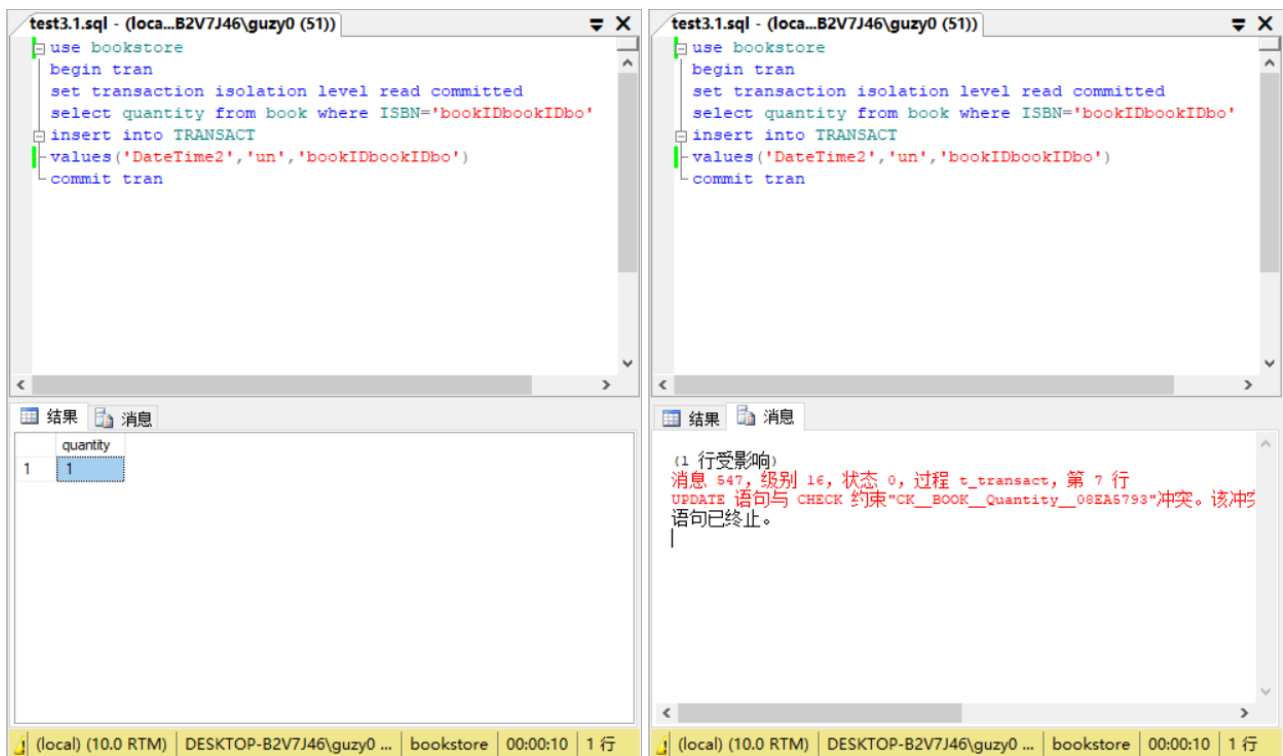 test3.1.sql - (loca...B2V7J46\guzy0 (51))
use bookstore
begin tran
set transaction isolation level read committed
select quantity from book where ISBN='bookIDbookIDbo'
insert into TRANSACT
values('DateTime2','un','bookIDbookIDbo')
commit tran
结果 消息
quantity
1 1
(local) (10.0 RTM) DESKTOP-B2V7J46\guzy0 ... bookstore 00:00:10 1 行
test3.1.sql - (loca...B2V7J46\guzy0 (51))
use bookstore
begin tran
set transaction isolation level read committed
select quantity from book where ISBN='bookIDbookIDbo'
insert into TRANSACT
values('DateTime2','un','bookIDbookIDbo')
commit tran
结果 消息
(1 行受影响)
消息 547，级别 16，状态 0，过程 t_transact，第 7 行
UPDATE 语句与 CHECK 约束"CK__BOOK__Quantity__08EA5793"冲突。该冲突
语句已终止。
(local) (10.0 RTM) DESKTOP-B2V7J46\guzy0 ... bookstore 00:00:10 1 行